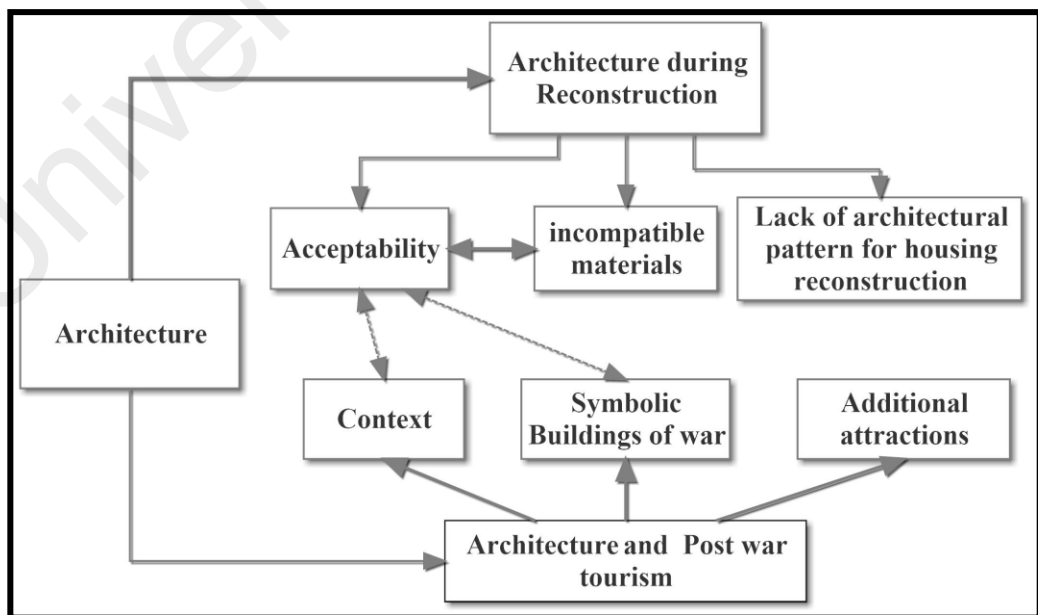 Architecture during
Reconstruction
Acceptability
incompatible
materials
Lack of architectural
pattern for housing
reconstruction
Architecture
Context
Symbolic
Buildings of war
Additional
attractions
Architecture and Post war
tourism